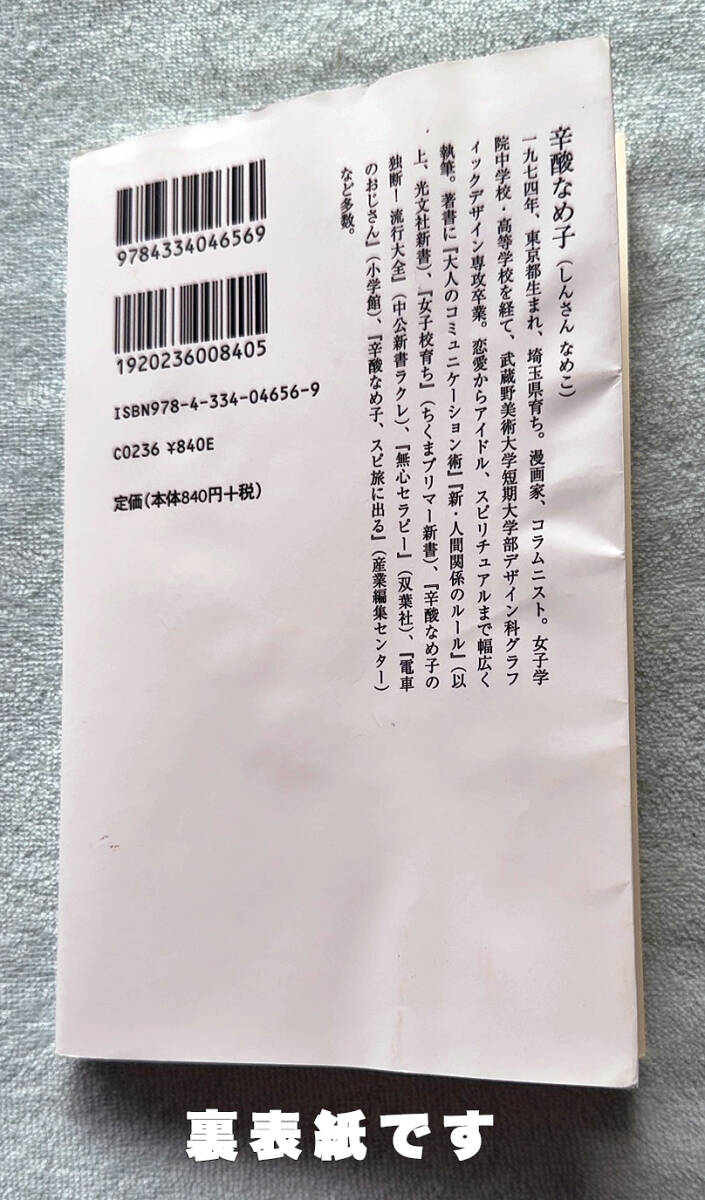 辛酸なめ子(しんさん なめこ)
一九七四年、東京都生まれ、埼玉県育ち。漫画家、コラムニスト。女子学
院中学校・高等学校を経て、武蔵野美術大学短期大学部デザイン科グラフ
ィックデザイン専攻卒業。恋愛からアイドル、スピリチュアルまで幅広く
執筆。著書に『大人のコミュニケーション術』『新・人間関係のルール』(以
上、光文社新書)、『女子校育ち』(ちくまプリマー新書)、『辛酸なめ子の
独断! 流行大全』(中公新書ラクレ)、『無心セラピー』(双葉社)、『電車
のおじさん』(小学館)、『辛酸なめ子、スピ旅に出る』(産業編集センター)
など多数。
9784334046569
1920236008405
ISBN978-4-334-04656-9
C0236 ¥840E
定価(本体840円+税)
裏表紙です